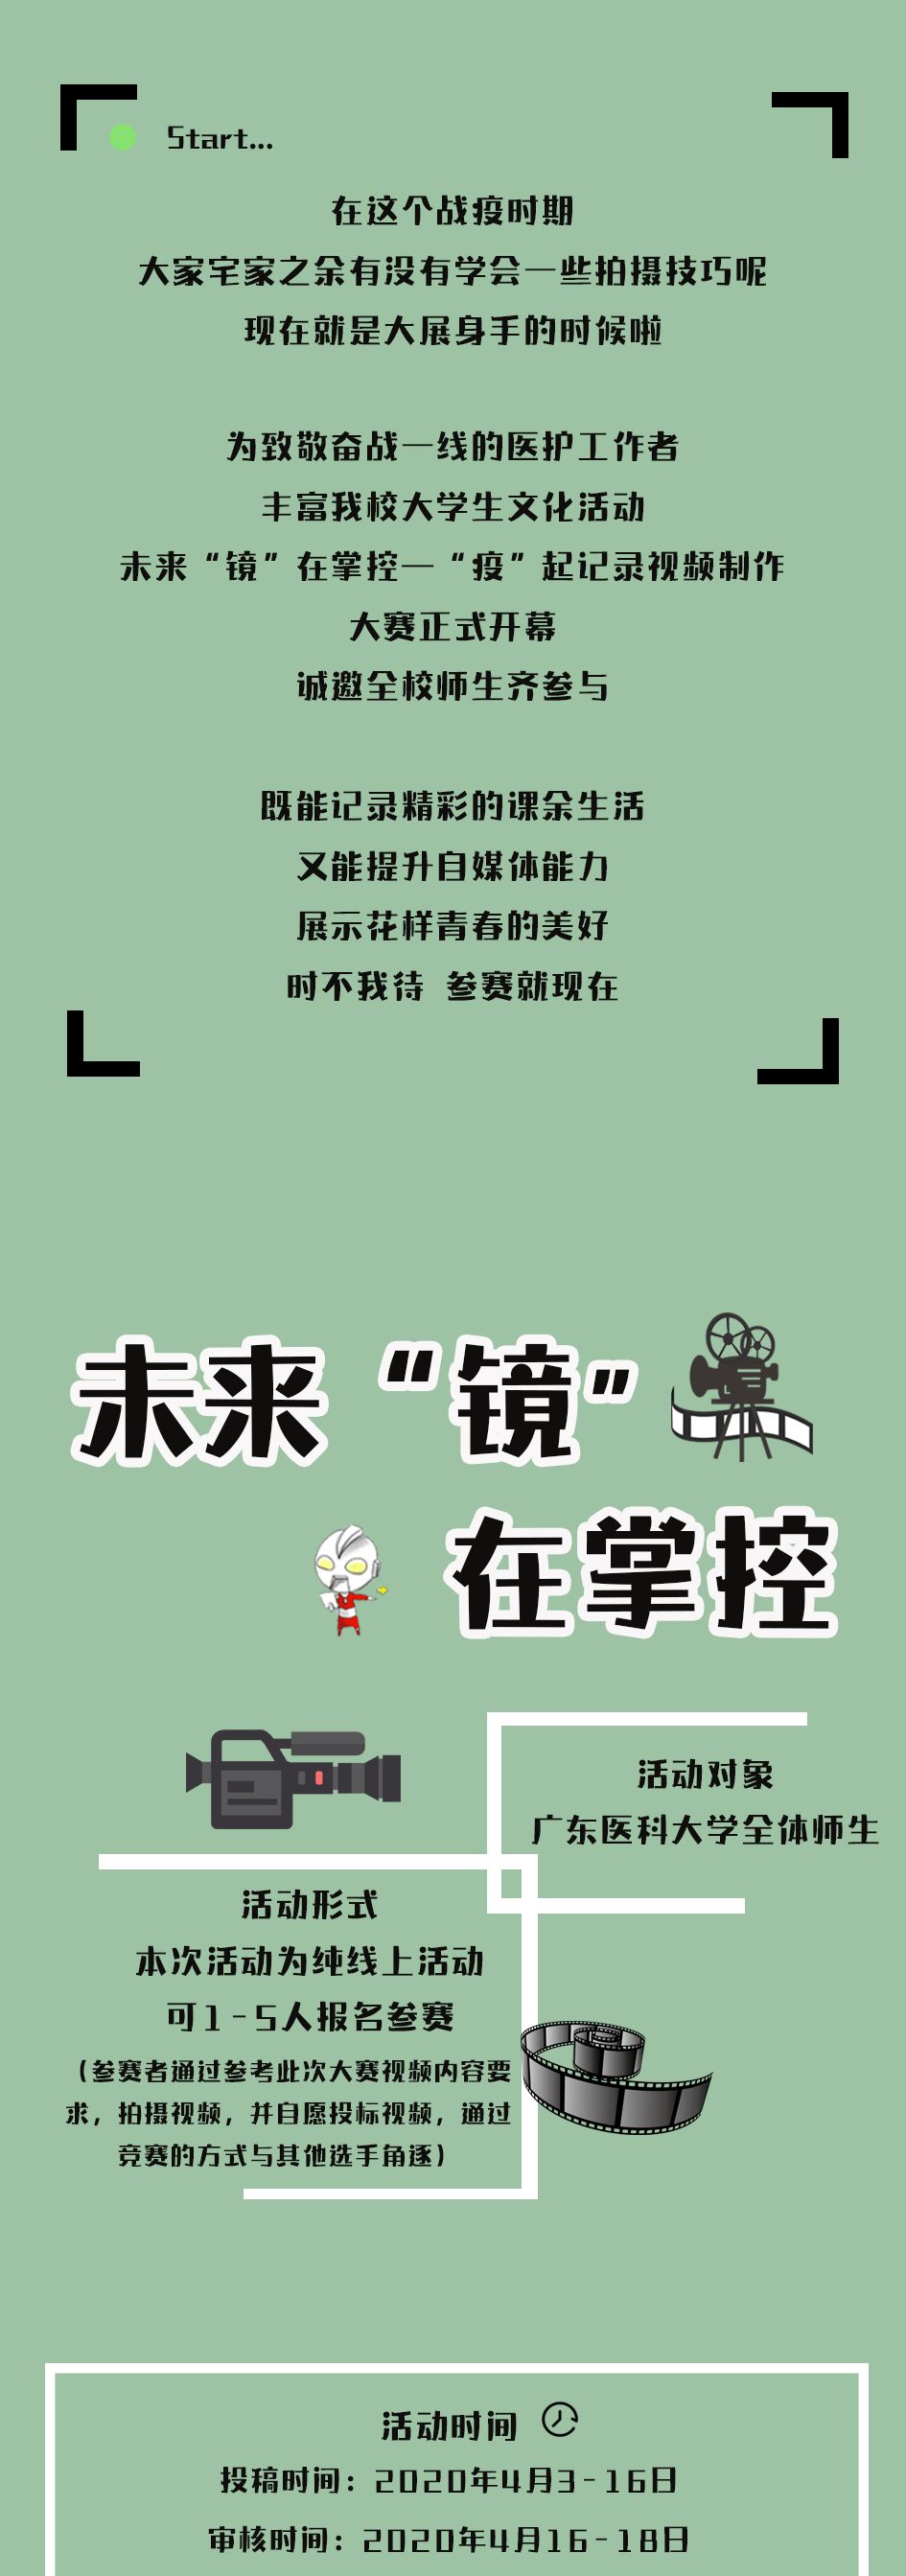 Start...
在这个战疫时期
大家宅家之余有没有学会一些拍摄技巧呢
现在就是大展身手的时候啦
为致敬奋战一线的医护工作者
丰富我校大学生文化活动
未来“镜”在掌控—“疫”起记录视频制作
大赛正式开幕
诚邀全校师生齐参与
既能记录精彩的课余生活
又能提升自媒体能力
展示花样青春的美好
时不我待 参赛就现在
未来“镜”
在掌控
活动对象
广东医科大学全体师生
活动形式
本次活动为纯线上活动
可1-5人报名参赛
（参赛者通过参考此次大赛视频内容要
求，拍摄视频，并自愿投标视频，通过
竞赛的方式与其他选手角逐）
活动时间
投稿时间：2020年4月3-16日
审核时间：2020年4月16-18日